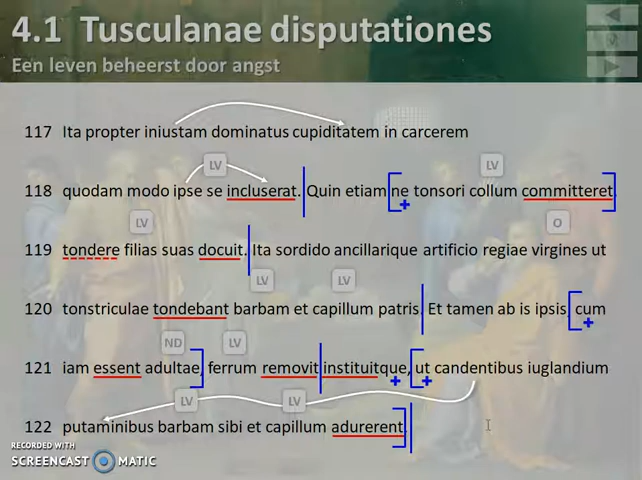 4.1 Tusculanae disputationes
Een leven beheerst door angst
117 Ita propter iniustam dominatus cupiditatem in carcerem
LV LV
118 quodam modo ipse se incluserat. Quin etiam ne tonsori collum committeret,
LV O
119 tondere filias suas docuit. Ita sordido ancillarique artificio regiae virgines ut
LV LV
120 tonstriculae tondebant barbam et capillum patris. Et tamen ab is ipsis, cum
ND LV
121 iam essent adultae, ferrum removit instituitque, ut candentibus iuglandium
LV LV
122 putaminibus barbam sibi et capillum adurerent.
RECORDED WITH
SCREENCAST MATIC